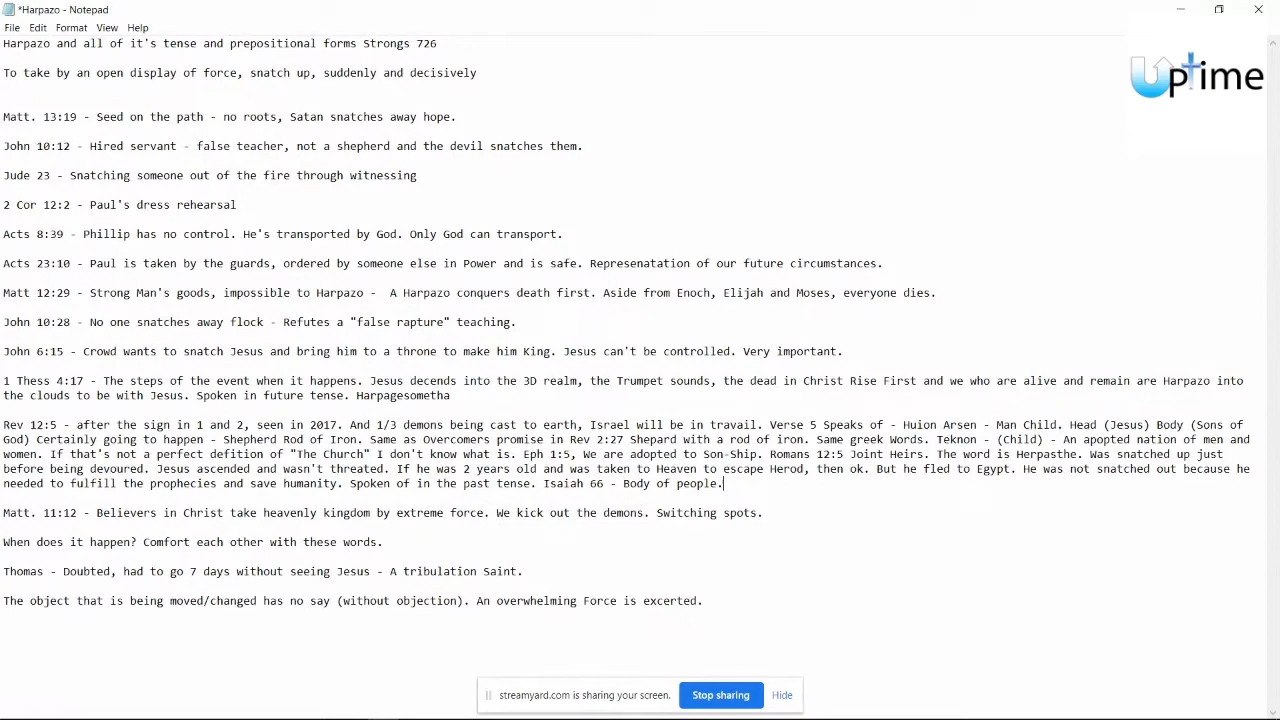 *Harpazo - Notepad
File Edit Format View Help
Harpazo and all of it's tense and prepositional forms Strongs 726
Uptime
To take by an open display of force, snatch up, suddenly and decisively
Matt. 13:19 - Seed on the path - no roots, Satan snatches away hope.
John 10:12 - Hired servant - false teacher, not a shepherd and the devil snatches them.
Jude 23 - Snatching someone out of the fire through witnessing
2 Cor 12:2 - Paul's dress rehearsal
Acts 8:39 - Phillip has no control. He's transported by God. Only God can transport.
Acts 23:10 - Paul is taken by the guards, ordered by someone else in Power and is safe. Represenatation of our future circumstances.
Matt 12:29 - Strong Man's goods, impossible to Harpazo -  A Harpazo conquers death first. Aside from Enoch, Elijah and Moses, everyone dies.
John 10:28 - No one snatches away flock - Refutes a "false rapture" teaching.
John 6:15 - Crowd wants to snatch Jesus and bring him to a throne to make him King. Jesus can't be controlled. Very important.
1 Thess 4:17 - The steps of the event when it happens. Jesus decends into the 3D realm, the Trumpet sounds, the dead in Christ Rise First and we who are alive and remain are Harpazo into
the clouds to be with Jesus. Spoken in future tense. Harpagesometha
Rev 12:5 - after the sign in 1 and 2, seen in 2017. And 1/3 demons being cast to earth, Israel will be in travail. Verse 5 Speaks of - Huion Arsen - Man Child. Head (Jesus) Body (Sons of
God) Certainly going to happen - Shepherd Rod of Iron. Same as Overcomers promise in Rev 2:27 Shepard with a rod of iron. Same greek Words. Teknon - (Child) - An apopted nation of men and
women. If that's not a perfect defition of "The Church" I don't know what is. Eph 1:5, We are adopted to Son-Ship. Romans 12:5 Joint Heirs. The word is Herpasthe. Was snatched up just
before being devoured. Jesus ascended and wasn't threated. If he was 2 years old and was taken to Heaven to escape Herod, then ok. But he fled to Egypt. He was not snatched out because he
needed to fulfill the prophecies and save humanity. Spoken of in the past tense. Isaiah 66 - Body of people.
Matt. 11:12 - Believers in Christ take heavenly kingdom by extreme force. We kick out the demons. Switching spots.
When does it happen? Comfort each other with these words.
Thomas - Doubted, had to go 7 days without seeing Jesus - A tribulation Saint.
The object that is being moved/changed has no say (without objection). An overwhelming Force is excerted.
streamyard.com is sharing your screen. Stop sharing Hide